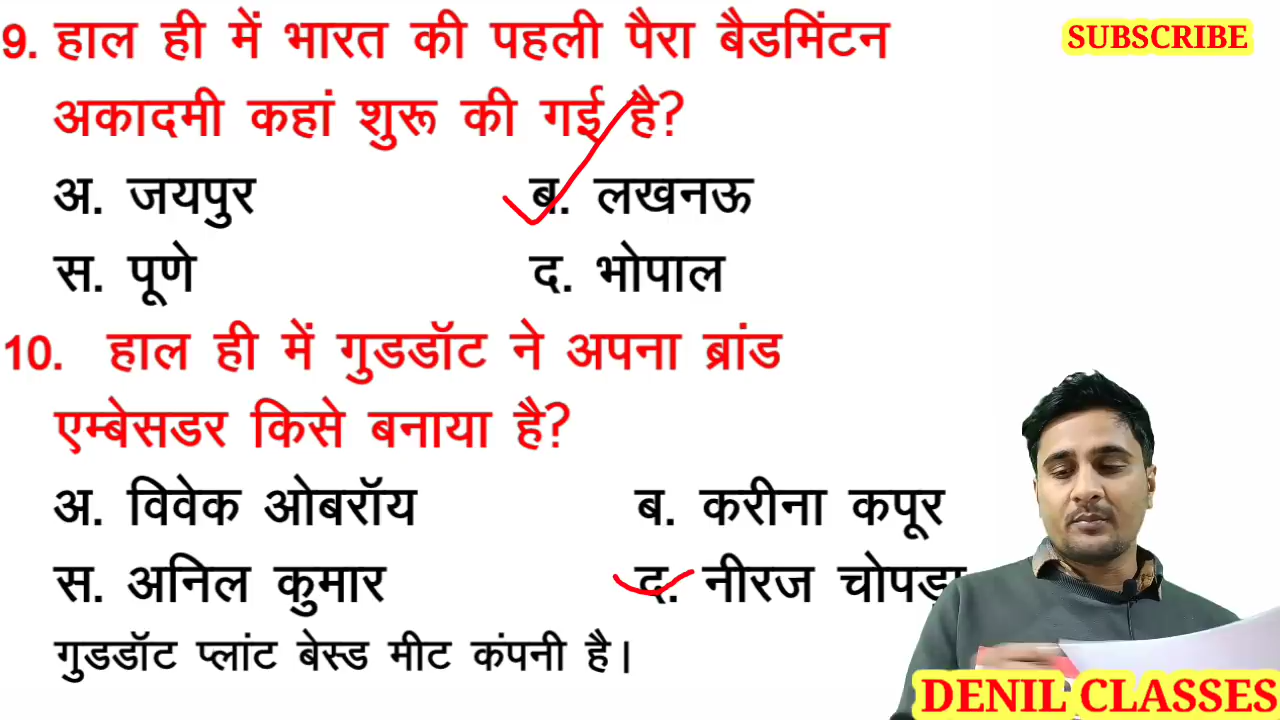 SUBSCRIBE
9. हाल ही में भारत की पहली पैरा बैडमिंटन
अकादमी कहां शुरू की गई है?
अ. जयपुर ब. लखनऊ
स. पूणे द. भोपाल
10. हाल ही में गुडडॉट ने अपना ब्रांड
एम्बेसडर किसे बनाया है?
अ. विवेक ओबरॉय ब. करीना कपूर
स. अनिल कुमार द. नीरज चोपड़ा
गुडडॉट प्लांट बेस्ड मीट कंपनी है।
DENIL CLASSES